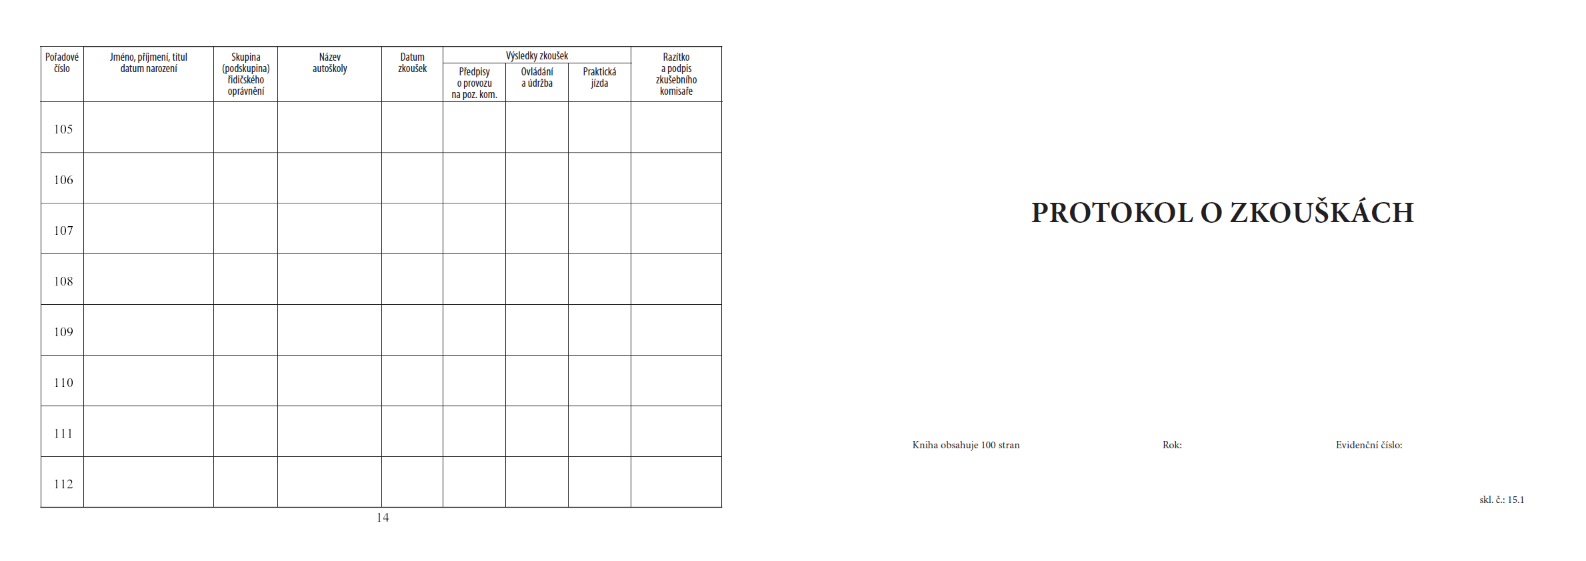 Pořadové
číslo
Jméno, příjmení, titul
datum narození
Skupina
(podskupina)
řidičského
oprávnění
Název
autoškoly
Datum
zkoušek
Výsledky zkoušek
Předpisy
o provozu
na poz. kom.
Ovládání
a údržba
Praktická
jízda
Razítko
a podpis
zkušebního
komisaře
105
106
107
108
109
110
111
112
14
PROTOKOL O ZKOUŠKÁCH
Kniha obsahuje 100 stran
Rok:
Evidenční číslo:
skl. č.: 15.1